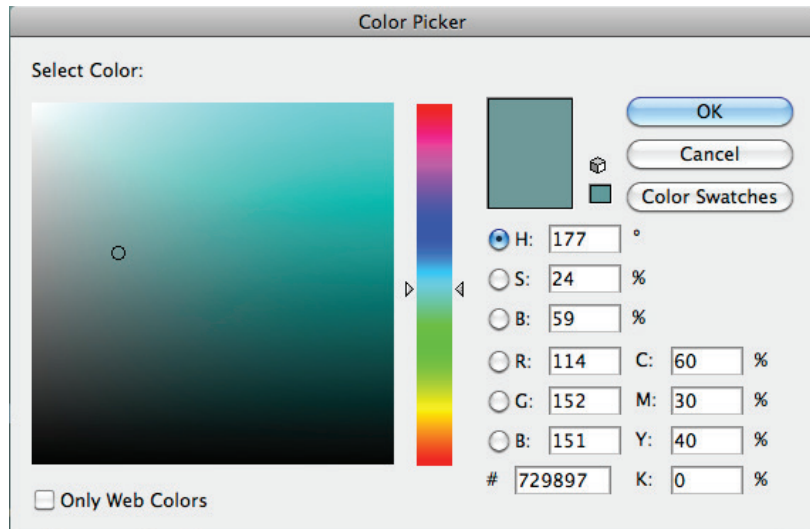 Color Picker
Select Color:
OK
Cancel
Color Swatches
H: 177 °
S: 24 %
B: 59 %
R: 114 C: 60 %
G: 152 M: 30 %
B: 151 Y: 40 %
# 729897 K: 0 %
Only Web Colors